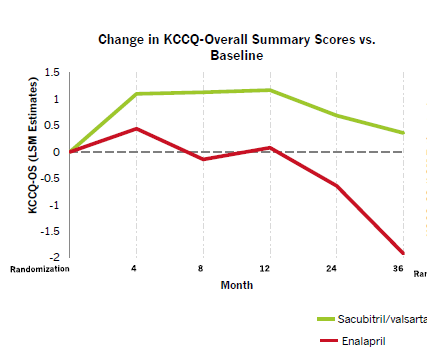 Change in KCCQ-Overall Summary Scores vs.
Baseline
KCCQ-OS (LSM Estimates)
1.5
1
0.5
0
-0.5
-1
-1.5
-2
Randomization 4 8 12 24 36
Ran
Month
Sacubitril/valsarta
Enalapril